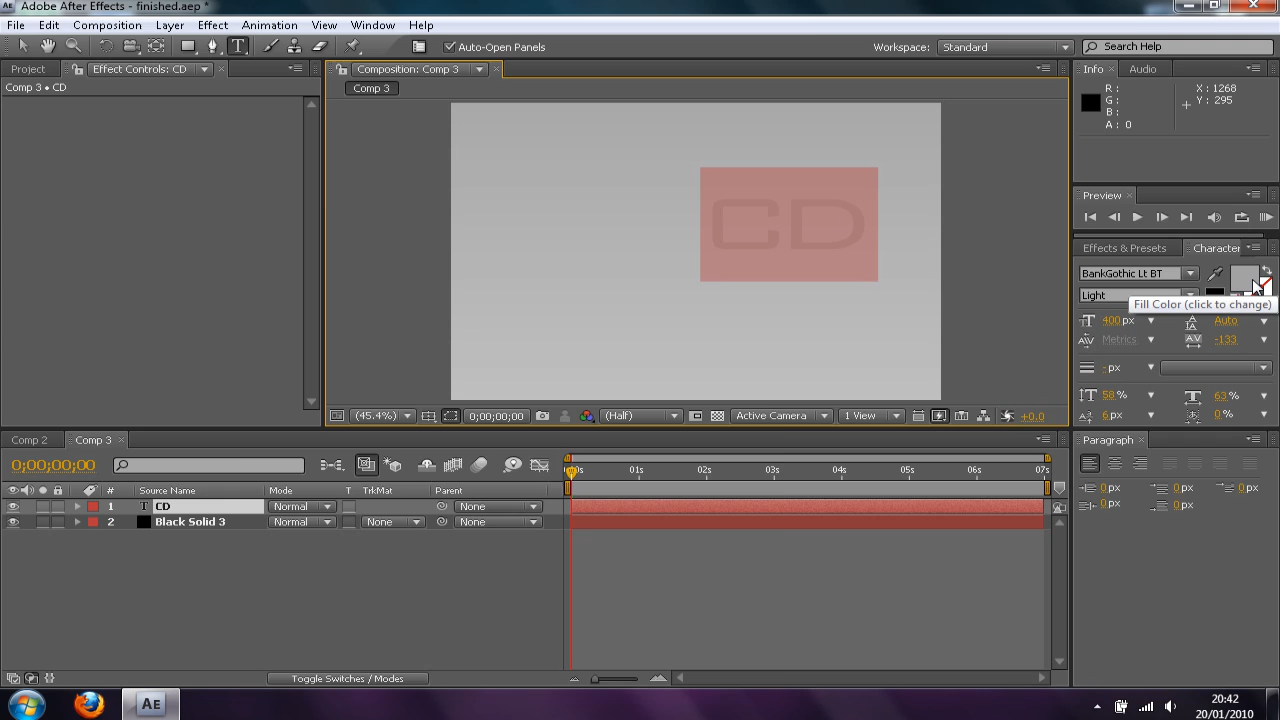 Adobe After Effects - finished.aep *
File Edit Composition Layer Effect Animation View Window Help
Auto-Open Panels Workspace: Standard Search Help
Project Effect Controls: CD Composition: Comp 3 Info Audio
Comp 3 • CD Comp 3
R : X : 1268
G : Y : 295
B :
A : 0
CD
Preview
Effects & Presets Character
BankGothic Lt BT
Light
Fill Color (click to change)
400 px Auto
Metrics -133
- px
58 % 63 %
6 px 0 %
(45.4%) 0;00;00;00 (Half) Active Camera 1 View +0.0
Comp 2 Comp 3 Paragraph
0;00;00;00 01s 02s 03s 04s 05s 06s 07s
# Source Name Mode T TrkMat Parent
1 T CD Normal None
2 Black Solid 3 Normal None None
0 px 0 px 0 px
0 px 0 px
Toggle Switches / Modes
Ae
20:42
20/01/2010